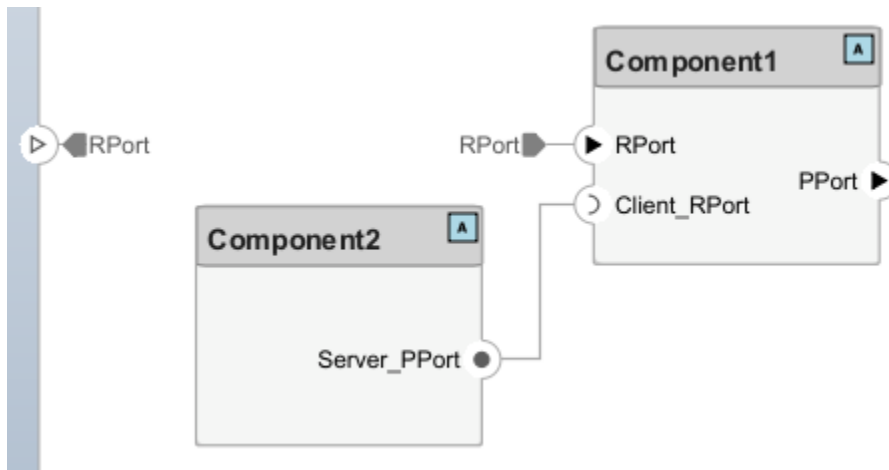 Component1
A
RPort
RPort
RPort
PPort
Client_RPort
Component2
A
Server_PPort